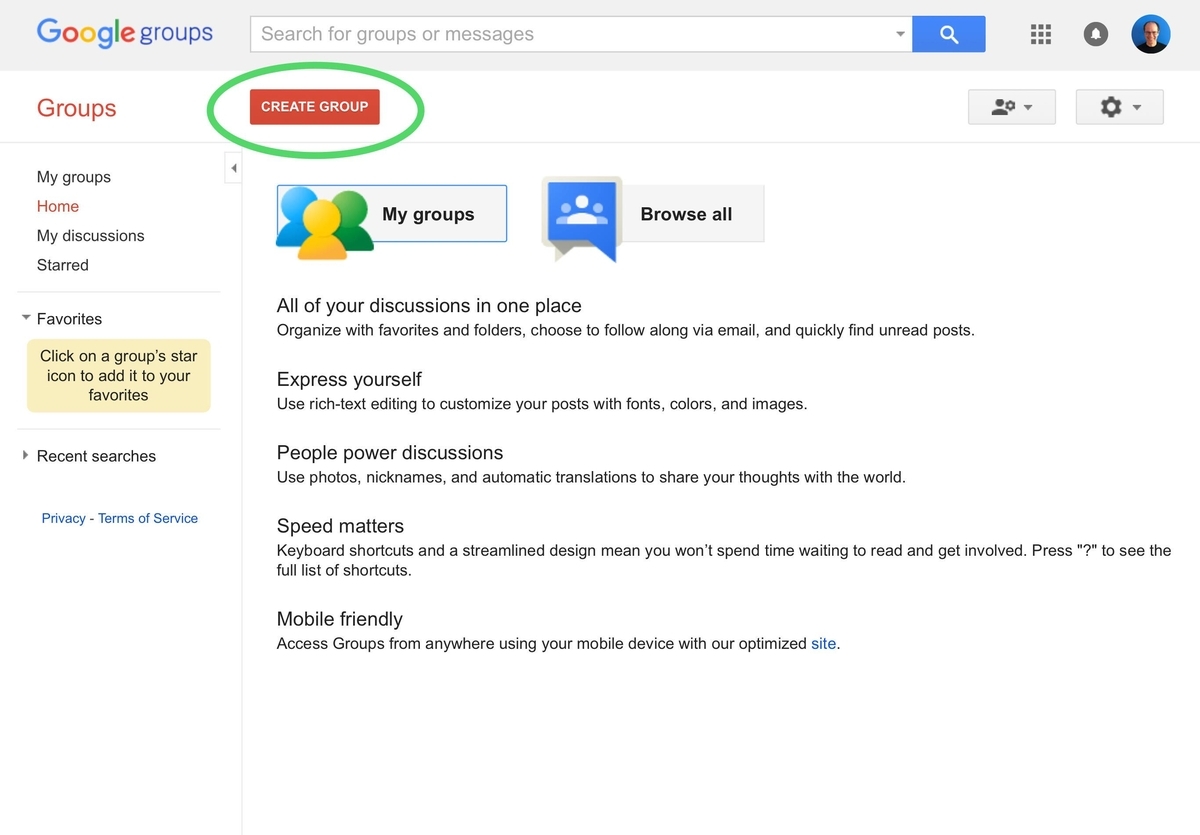 Google groups
Search for groups or messages
Groups
CREATE GROUP
My groups
Home
My discussions
Starred
Favorites
Click on a group’s star
icon to add it to your
favorites
Recent searches
Privacy - Terms of Service
My groups
Browse all
All of your discussions in one place
Organize with favorites and folders, choose to follow along via email, and quickly find unread posts.
Express yourself
Use rich-text editing to customize your posts with fonts, colors, and images.
People power discussions
Use photos, nicknames, and automatic translations to share your thoughts with the world.
Speed matters
Keyboard shortcuts and a streamlined design mean you won’t spend time waiting to read and get involved. Press "?" to see the
full list of shortcuts.
Mobile friendly
Access Groups from anywhere using your mobile device with our optimized site.